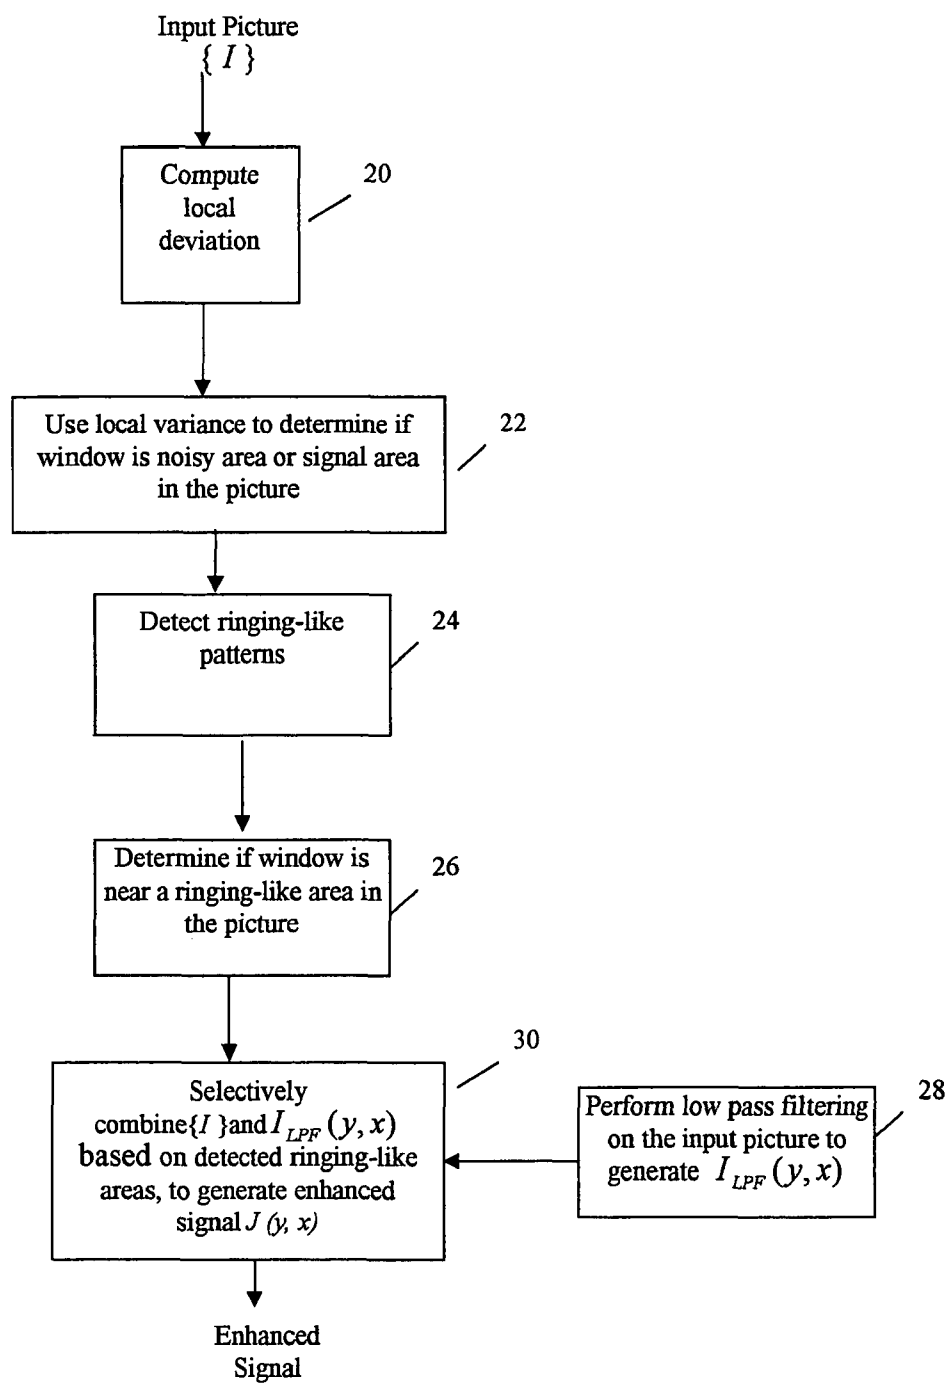 Input Picture
{ I }
Compute
local
deviation
20
Use local variance to determine if
window is noisy area or signal area
in the picture
22
Detect ringing-like
patterns
24
Determine if window is
near a ringing-like area in
the picture
26
30
Selectively
combine{I }and I_LPF (y, x)
based on detected ringing-like
areas, to generate enhanced
signal J (y, x)
Perform low pass filtering
on the input picture to
generate I_LPF (y, x)
28
Enhanced
Signal